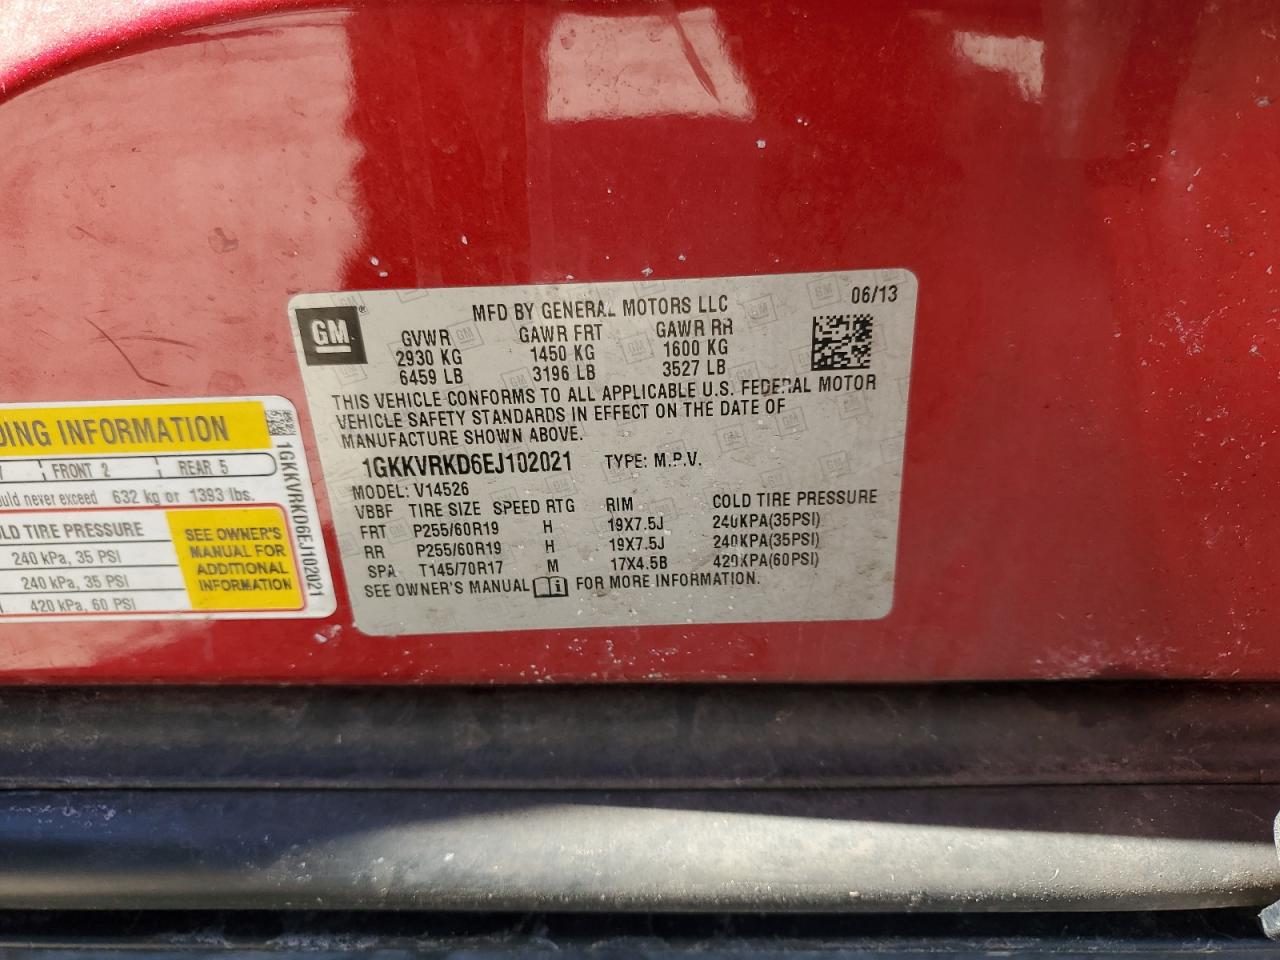 GM
MFD BY GENERAL MOTORS LLC
06/13
GVWR GAWR FRT GAWR RR
2930 KG 1450 KG 1600 KG
6459 LB 3196 LB 3527 LB
THIS VEHICLE CONFORMS TO ALL APPLICABLE U.S. FEDERAL MOTOR
VEHICLE SAFETY STANDARDS IN EFFECT ON THE DATE OF
MANUFACTURE SHOWN ABOVE.
1GKKVRKD6EJ102021 TYPE: M.P.V.
MODEL: V14526
VBBF TIRE SIZE SPEED RTG RIM COLD TIRE PRESSURE
FRT P255/60R19 H 19X7.5J 240KPA(35PSI)
RR P255/60R19 H 19X7.5J 240KPA(35PSI)
SPA T145/70R17 M 17X4.5B 420KPA(60PSI)
SEE OWNER'S MANUAL FOR MORE INFORMATION.
DING INFORMATION
FRONT 2 REAR 5
ould never exceed 632 kg or 1393 lbs.
LD TIRE PRESSURE
240 kPa, 35 PSI
240 kPa, 35 PSI
420 kPa, 60 PSI
SEE OWNER'S
MANUAL FOR
ADDITIONAL
INFORMATION
1GKKVRKD6EJ102021